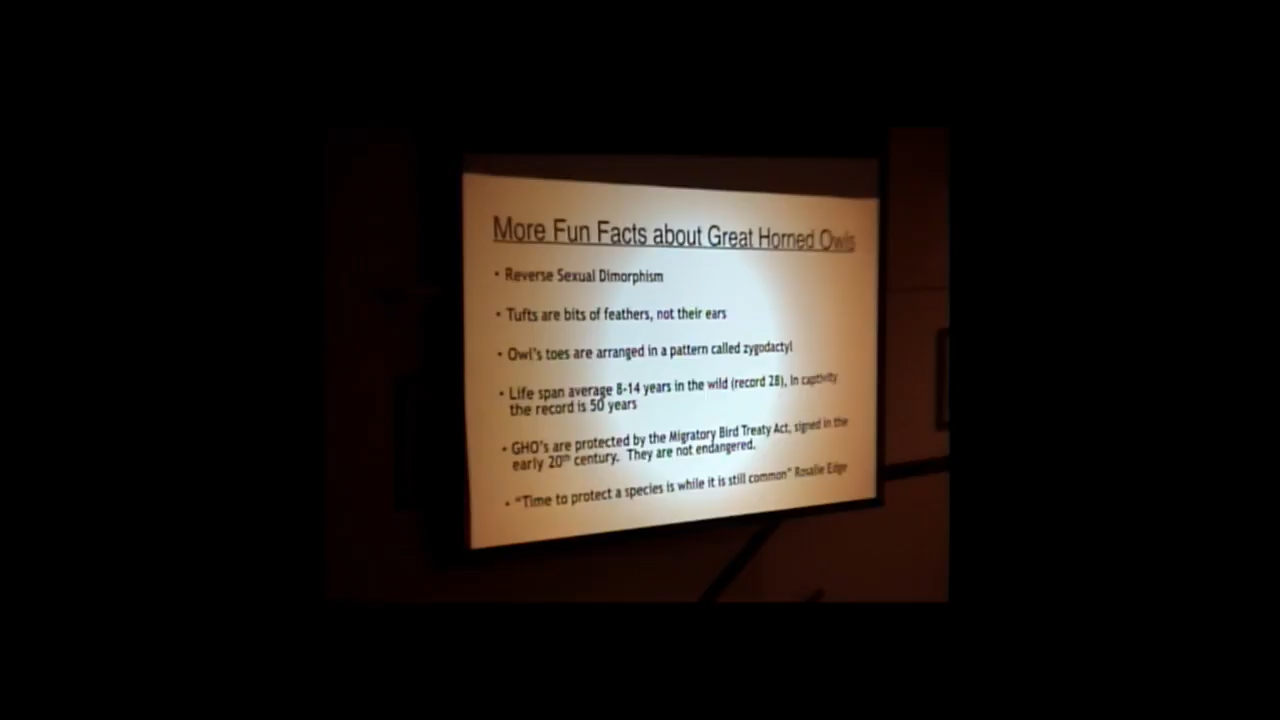 More Fun Facts about Great Horned Owls
• Reverse Sexual Dimorphism
• Tufts are bits of feathers, not their ears
• Owl's toes are arranged in a pattern called zygodactyl
• Life span average 8-14 years in the wild (record 28), In captivity
the record is 50 years
• GHO's are protected by the Migratory Bird Treaty Act, signed in the
early 20th century. They are not endangered.
• "Time to protect a species is while it is still common" Rosalie Edge